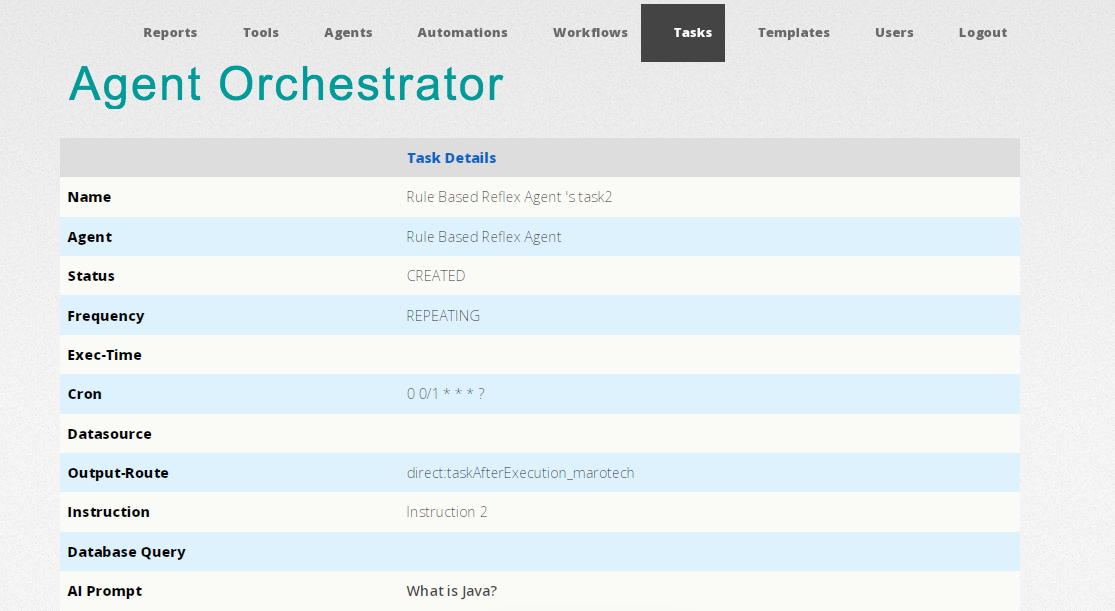 Reports Tools Agents Automations Workflows Tasks Templates Users Logout
Agent Orchestrator
Task Details
Name Rule Based Reflex Agent 's task2
Agent Rule Based Reflex Agent
Status CREATED
Frequency REPEATING
Exec-Time
Cron 0 0/1 * * * ?
Datasource
Output-Route direct:taskAfterExecution_marotech
Instruction Instruction 2
Database Query
AI Prompt What is Java?